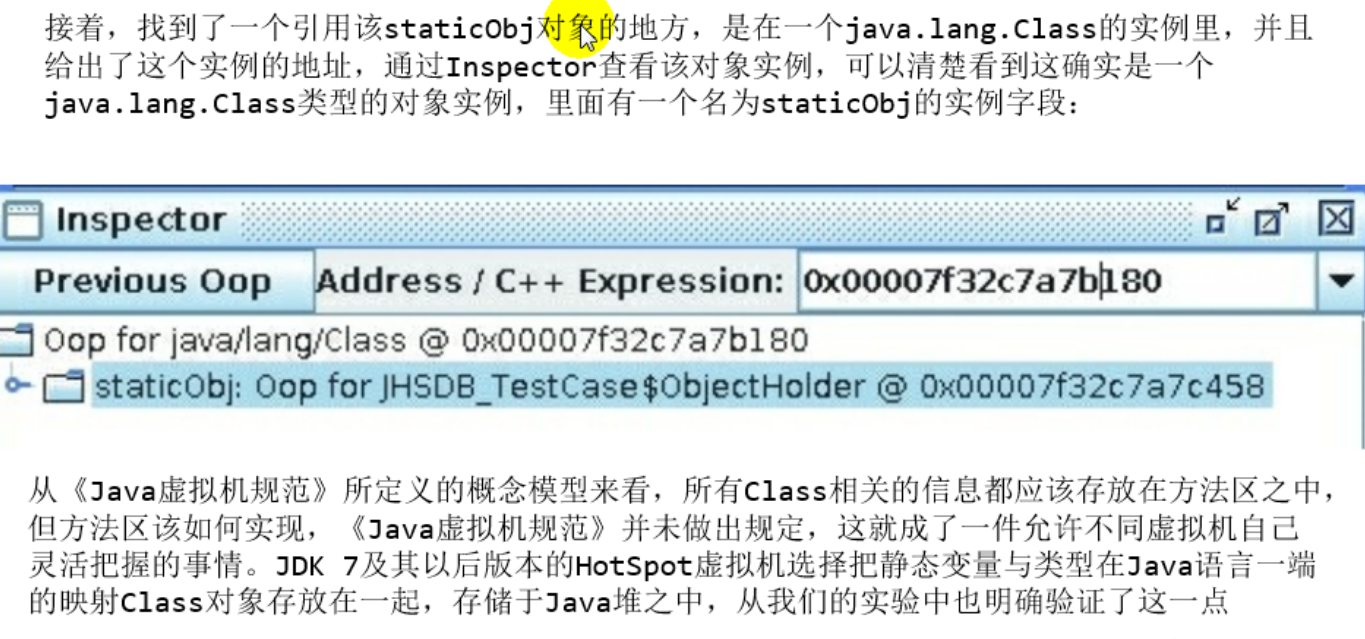 接着，找到了一个引用该staticObj对象的地方，是在一个java.lang.Class的实例里，并且
给出了这个实例的地址，通过Inspector查看该对象实例，可以清楚看到这确实是一个
java.lang.Class类型的对象实例，里面有一个名为staticObj的实例字段：
Inspector
Previous Oop Address / C++ Expression: 0x00007f32c7a7b180
Oop for java/lang/Class @ 0x00007f32c7a7b180
staticObj: Oop for JHSDB_TestCase$ObjectHolder @ 0x00007f32c7a7c458
从《Java虚拟机规范》所定义的概念模型来看，所有Class相关的信息都应该存放在方法区之中，
但方法区该如何实现，《Java虚拟机规范》并未做出规定，这就成了一件允许不同虚拟机自己
灵活把握的事情。JDK 7及其以后版本的HotSpot虚拟机选择把静态变量与类型在Java语言一端
的映射Class对象存放在一起，存储于Java堆之中，从我们的实验中也明确验证了这一点